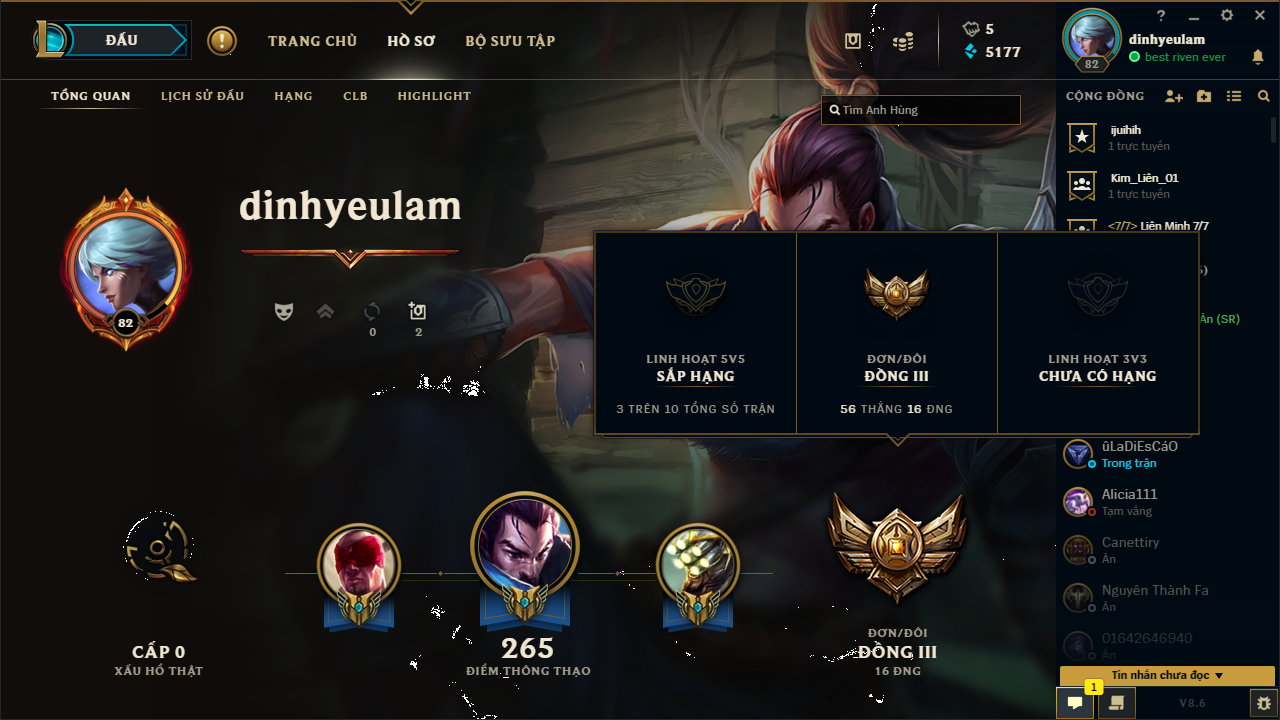 ĐẤU
TRANG CHỦ
HỒ SƠ
BỘ SƯU TẬP
5
5177
?
dinhyeulam
best riven ever
82
TỔNG QUAN
LỊCH SỬ ĐẤU
HẠNG
CLB
HIGHLIGHT
Tìm Anh Hùng
CỘNG ĐỒNG
ijuihih
1 trực tuyến
Kim_Liên_01
1 trực tuyến
<7/7> Liên Minh 7/7
dinhyeulam
82
0
2
LINH HOẠT 5V5
SẮP HẠNG
3 TRÊN 10 TỔNG SỐ TRẬN
ĐƠN/ĐÔI
ĐỒNG III
56 THẮNG 16 ĐNG
LINH HOẠT 3V3
CHƯA CÓ HẠNG
Ẩn (SR)
ûLaDiEsCáO
Trong trận
Alicia111
Tạm vắng
Canettiry
Ẩn
Nguyên Thành Fa
Ẩn
01642646940
Ẩn
CẤP 0
XẤU HỔ THẬT
265
ĐIỂM THÔNG THẠO
ĐƠN/ĐÔI
ĐỒNG III
16 ĐNG
Tin nhắn chưa đọc
1
V8.6